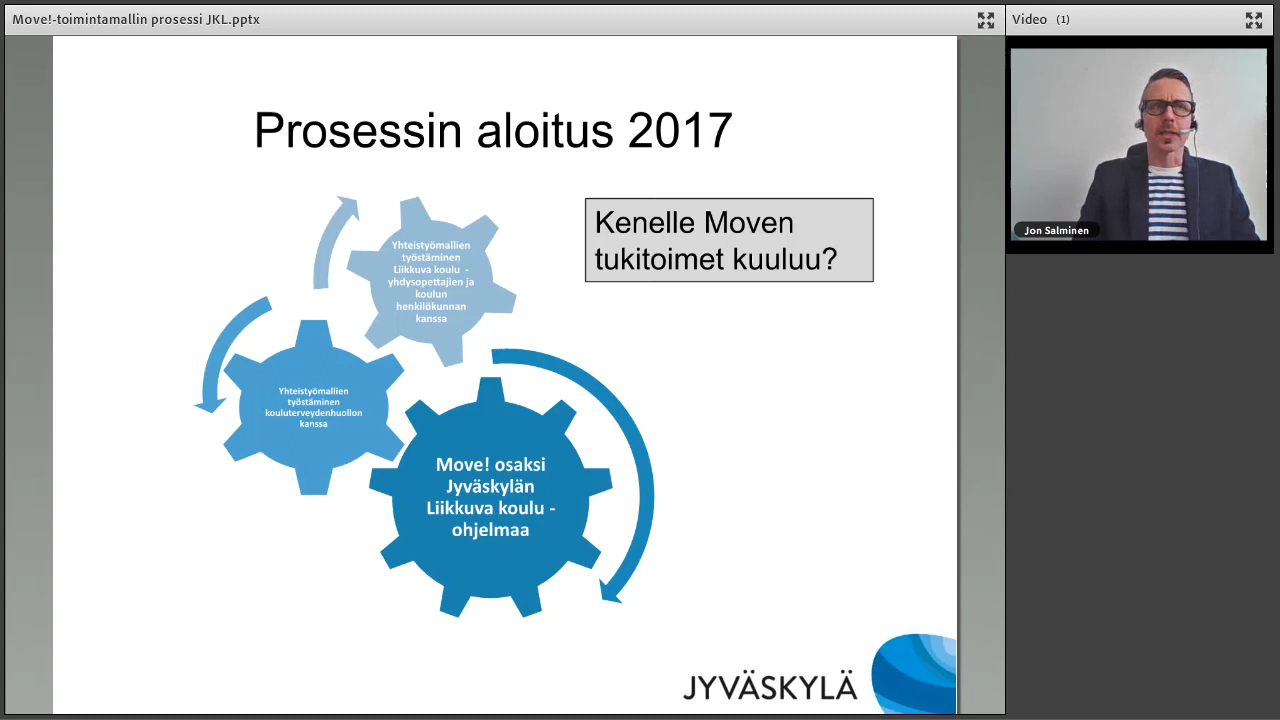 Move!-toimintamallin prosessi JKL.pptx
Video (1)
Jon Salminen
Prosessin aloitus 2017
Kenelle Moven
tukitoimet kuuluu?
Yhteistyömallien
työstäminen
Liikkuva koulu -
yhdysopettajien ja
koulun
henkilökunnan
kanssa
Yhteistyömallien
työstäminen
kouluterveydenhuollon
kanssa
Move! osaksi
Jyväskylän
Liikkuva koulu -
ohjelmaa
JYVÄSKYLÄ